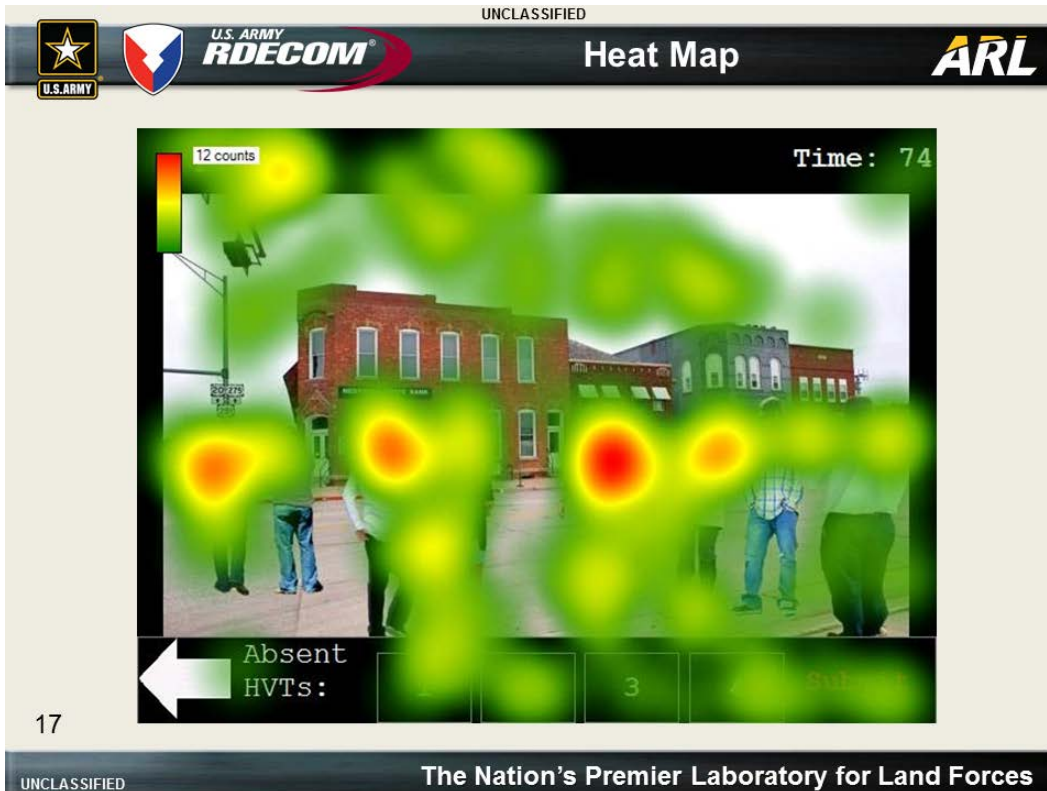 UNCLASSIFIED
U.S.ARMY
U.S. ARMY
RDECOM®
Heat Map
ARL
12 counts
Time: 74
Absent
HVTs:
3
17
UNCLASSIFIED
The Nation's Premier Laboratory for Land Forces